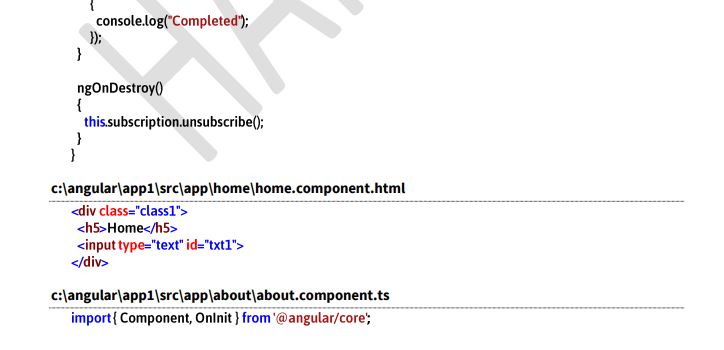 {
console.log("Completed");
});
}
ngOnDestroy()
{
this.subscription.unsubscribe();
}
}
c:\angular\app1\src\app\home\home.component.html
<div class="class1">
<h5>Home</h5>
<input type="text" id="txt1">
</div>
c:\angular\app1\src\app\about\about.component.ts
import { Component, OnInit } from '@angular/core';